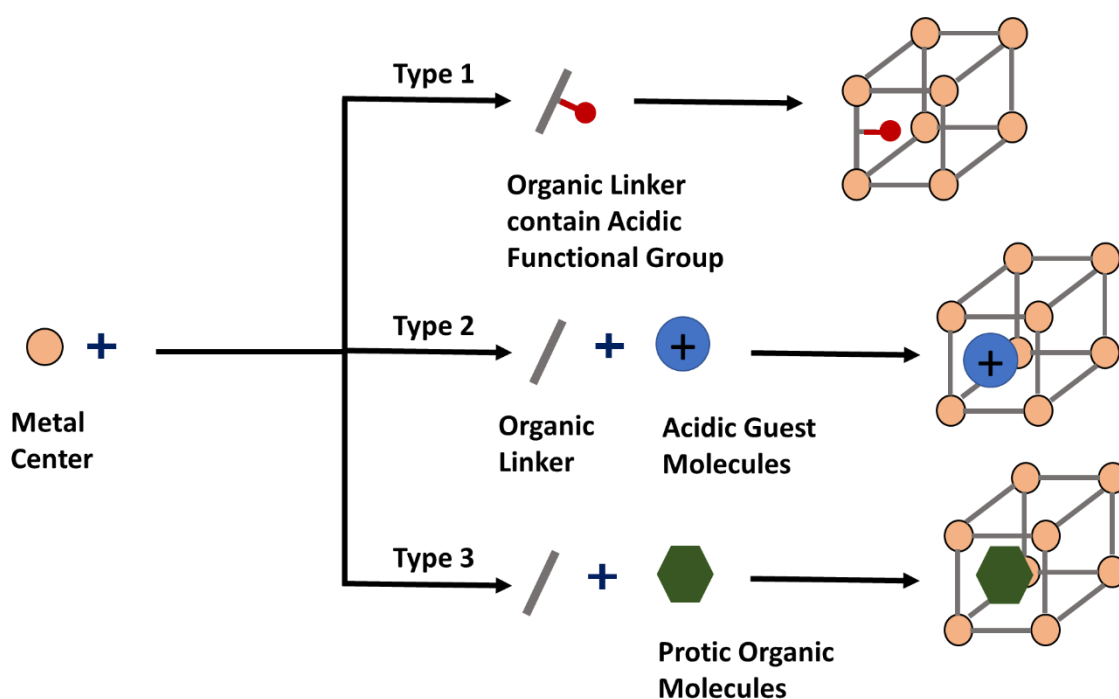 Type 1
Organic Linker
contain Acidic
Functional Group
+
Type 2
+
+
Metal
Center
Organic
Linker
Acidic Guest
Molecules
+
Type 3
+
Protic Organic
Molecules